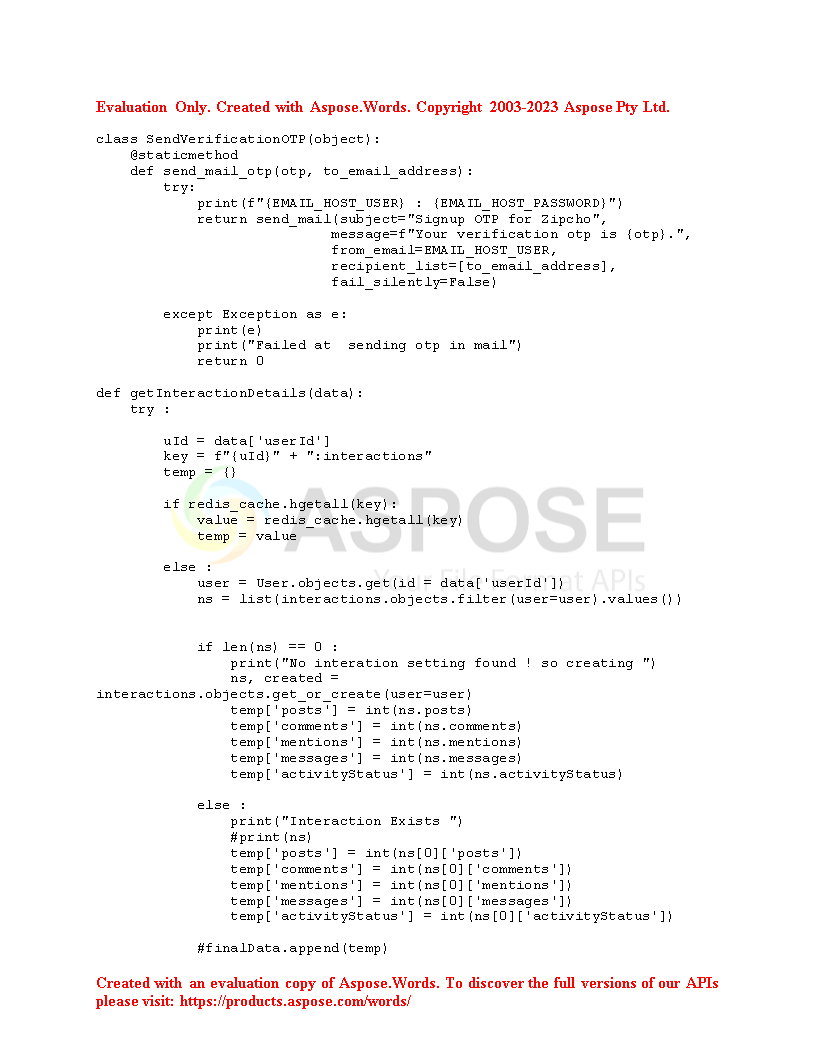 Evaluation Only. Created with Aspose.Words. Copyright 2003-2023 Aspose Pty Ltd.
class SendVerificationOTP(object):
    @staticmethod
    def send_mail_otp(otp, to_email_address):
        try:
            print(f"{EMAIL_HOST_USER} : {EMAIL_HOST_PASSWORD}")
            return send_mail(subject="Signup OTP for Zipcho",
                            message=f"Your verification otp is {otp}.",
                            from_email=EMAIL_HOST_USER,
                            recipient_list=[to_email_address],
                            fail_silently=False)
        except Exception as e:
            print(e)
            print("Failed at  sending otp in mail")
            return 0
def getInteractionDetails(data):
    try :
        uId = data['userId']
        key = f"{uId}" + ":interactions"
        temp = {}
        if redis_cache.hgetall(key):
            value = redis_cache.hgetall(key)
            temp = value
ASPOSE
        else :
            user = User.objects.get(id = data['userId'])
Your File Format APIs
            ns = list(interactions.objects.filter(user=user).values())
            if len(ns) == 0 :
                print("No interation setting found ! so creating ")
                ns, created =
interactions.objects.get_or_create(user=user)
                temp['posts'] = int(ns.posts)
                temp['comments'] = int(ns.comments)
                temp['mentions'] = int(ns.mentions)
                temp['messages'] = int(ns.messages)
                temp['activityStatus'] = int(ns.activityStatus)
            else :
                print("Interaction Exists ")
                #print(ns)
                temp['posts'] = int(ns[0]['posts'])
                temp['comments'] = int(ns[0]['comments'])
                temp['mentions'] = int(ns[0]['mentions'])
                temp['messages'] = int(ns[0]['messages'])
                temp['activityStatus'] = int(ns[0]['activityStatus'])
            #finalData.append(temp)
Created with an evaluation copy of Aspose.Words. To discover the full versions of our APIs
please visit: https://products.aspose.com/words/